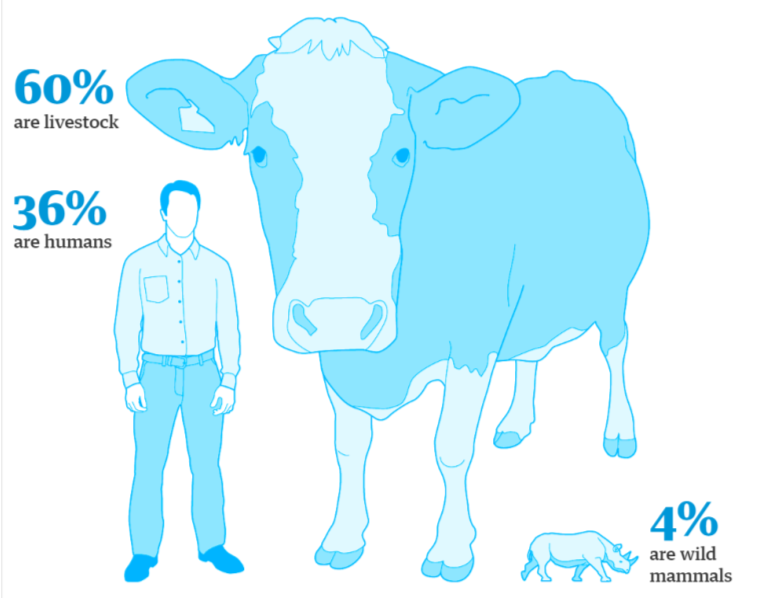 60%
are livestock
36%
are humans
4%
are wild
mammals